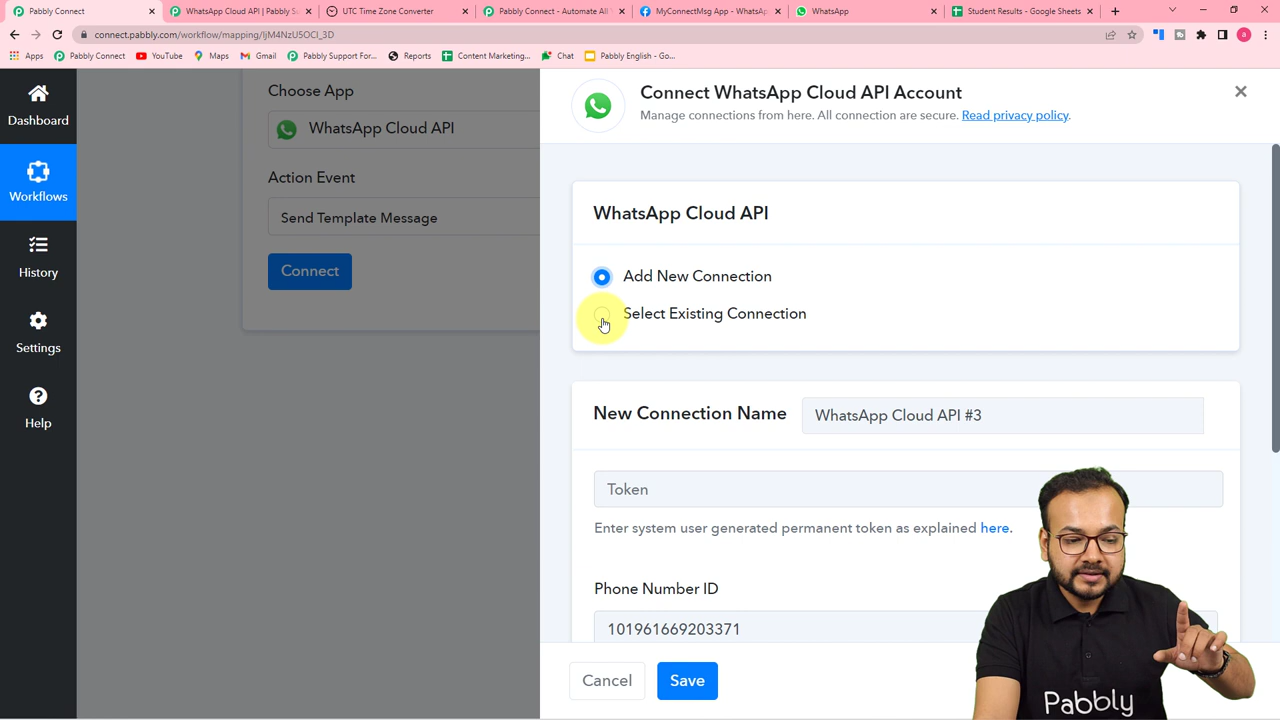 Pabbly Connect
WhatsApp Cloud API | Pabbly Su
UTC Time Zone Converter
Pabbly Connect - Automate All
MyConnectMsg App - WhatsAp
WhatsApp
Student Results - Google Sheets
connect.pabbly.com/workflow/mapping/IjM4NzU5OCI_3D
Apps
Pabbly Connect
YouTube
Maps
Gmail
Pabbly Support For...
Reports
Content Marketing...
Chat
Pabbly English - Go...
Dashboard
Workflows
History
Settings
Help
Choose App
WhatsApp Cloud API
Action Event
Send Template Message
Connect
Connect WhatsApp Cloud API Account
Manage connections from here. All connection are secure. Read privacy policy.
WhatsApp Cloud API
Add New Connection
Select Existing Connection
New Connection Name
WhatsApp Cloud API #3
Token
Enter system user generated permanent token as explained here.
Phone Number ID
101961669203371
Cancel
Save
Pabbly